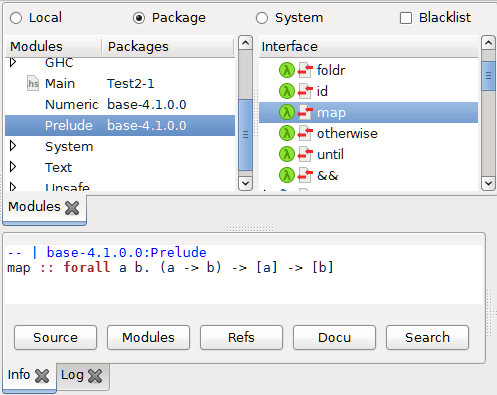 Local Package System Blacklist
Modules Packages
GHC
hs Main Test2-1
Numeric base-4.1.0.0
Prelude base-4.1.0.0
System
Text
Unsafe
Modules
Interface
λ foldr
λ id
λ map
λ otherwise
λ until
λ &&
-- | base-4.1.0.0:Prelude
map :: forall a b. (a -> b) -> [a] -> [b]
Source Modules Refs Docu Search
Info Log